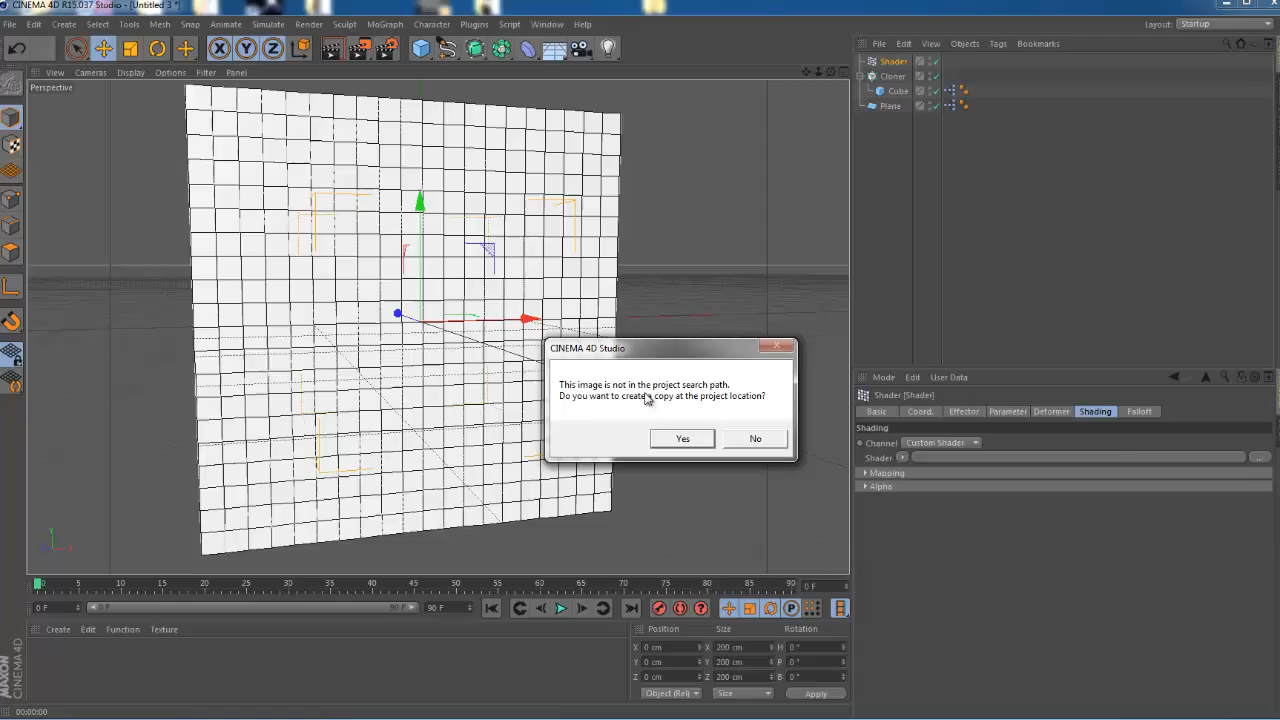 CINEMA 4D R15.037 Studio - [Untitled 3 *]
File Edit Create Select Tools Mesh Snap Animate Simulate Render Sculpt MoGraph Character Plugins Script Window Help
Layout: Startup
X Y Z
File Edit View Objects Tags Bookmarks
View Cameras Display Options Filter Panel
Perspective
Shader
Cloner
Cube
Plane
CINEMA 4D Studio
This image is not in the project search path.
Do you want to create a copy at the project location?
Yes No
Mode Edit User Data
Shader [Shader]
Basic Coord. Effector Parameter Deformer Shading Falloff
Shading
Channel Custom Shader
Shader ...
Mapping
Alpha
Y
X
0 5 10 15 20 25 30 35 40 45 50 55 60 65 70 75 80 85 90 0 F
0 F 0 F 90 F 90 F
P
Create Edit Function Texture
Position Size Rotation
X 0 cm X 200 cm H 0 °
Y 0 cm Y 200 cm P 0 °
Z 0 cm Z 200 cm B 0 °
Object (Rel) Size Apply
MAXON
CINEMA 4D
00:00:00